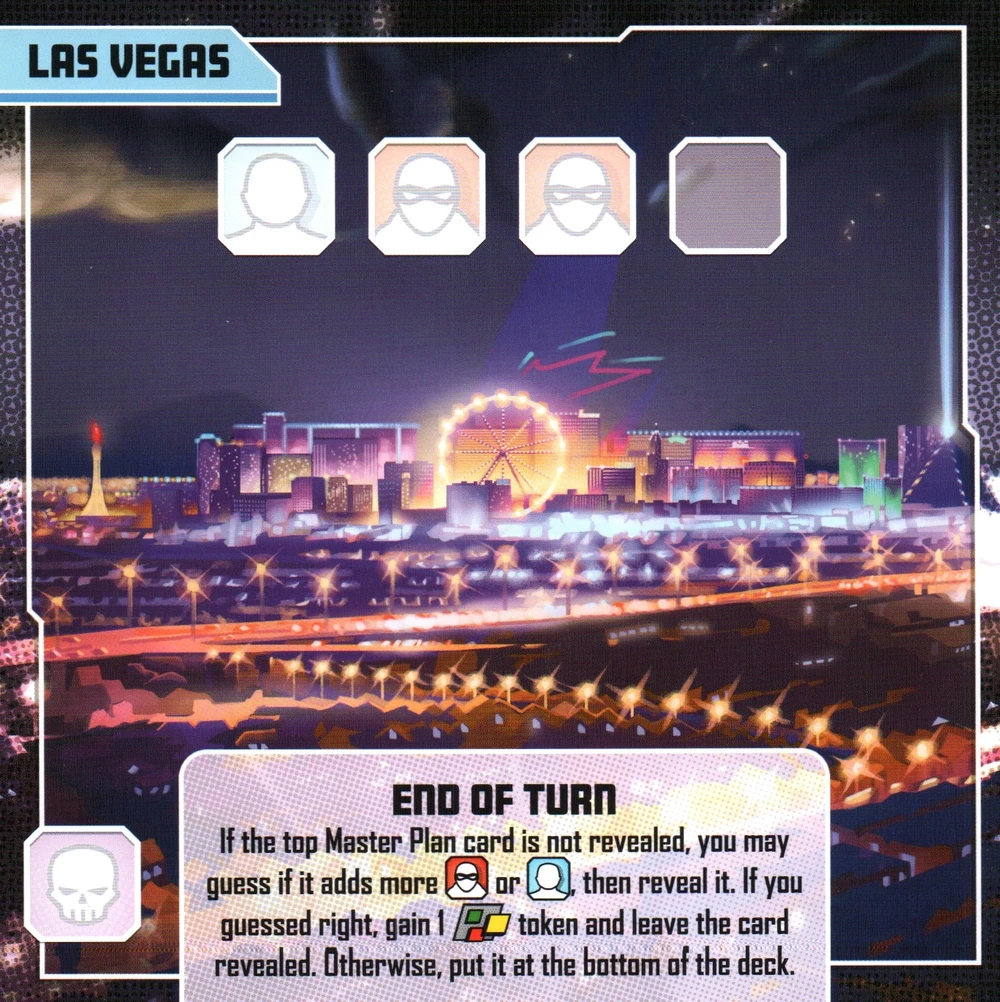 LAS VEGAS
END OF TURN
If the top Master Plan card is not revealed, you may
guess if it adds more or , then reveal it. If you
guessed right, gain 1 token and leave the card
revealed. Otherwise, put it at the bottom of the deck.